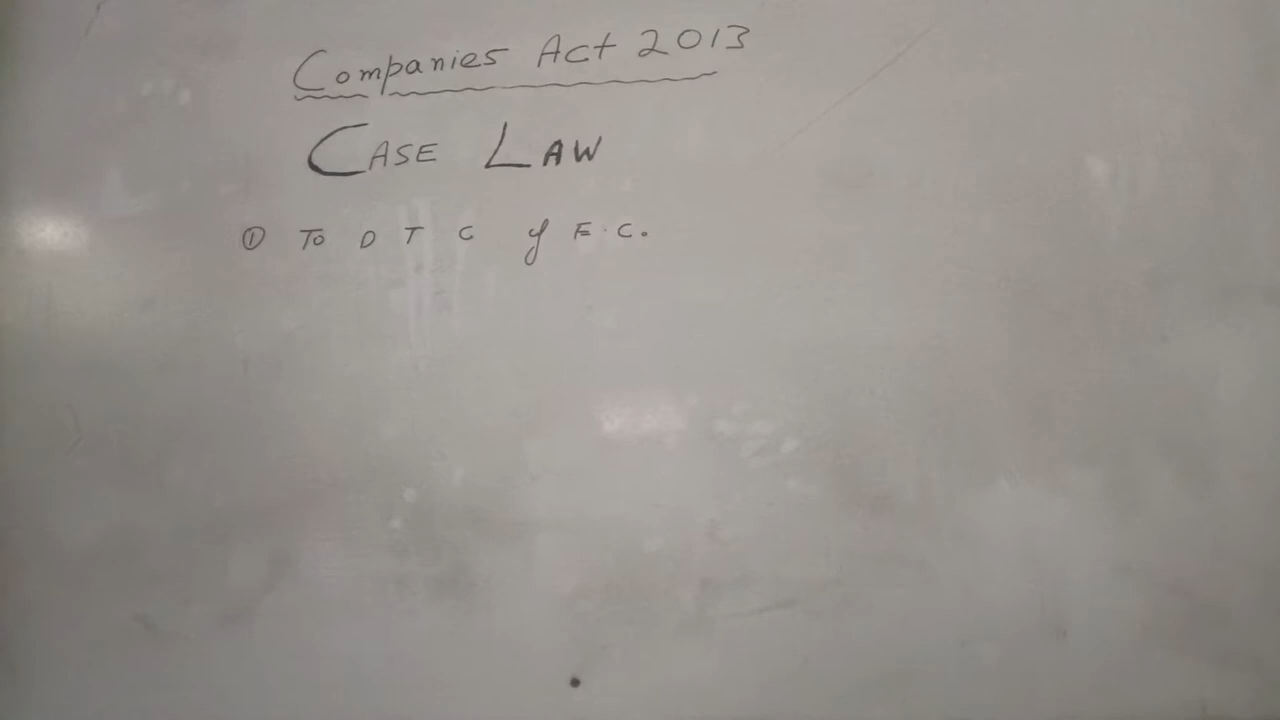 Companies Act 2013
CASE LAW
① To D T C of E.C.